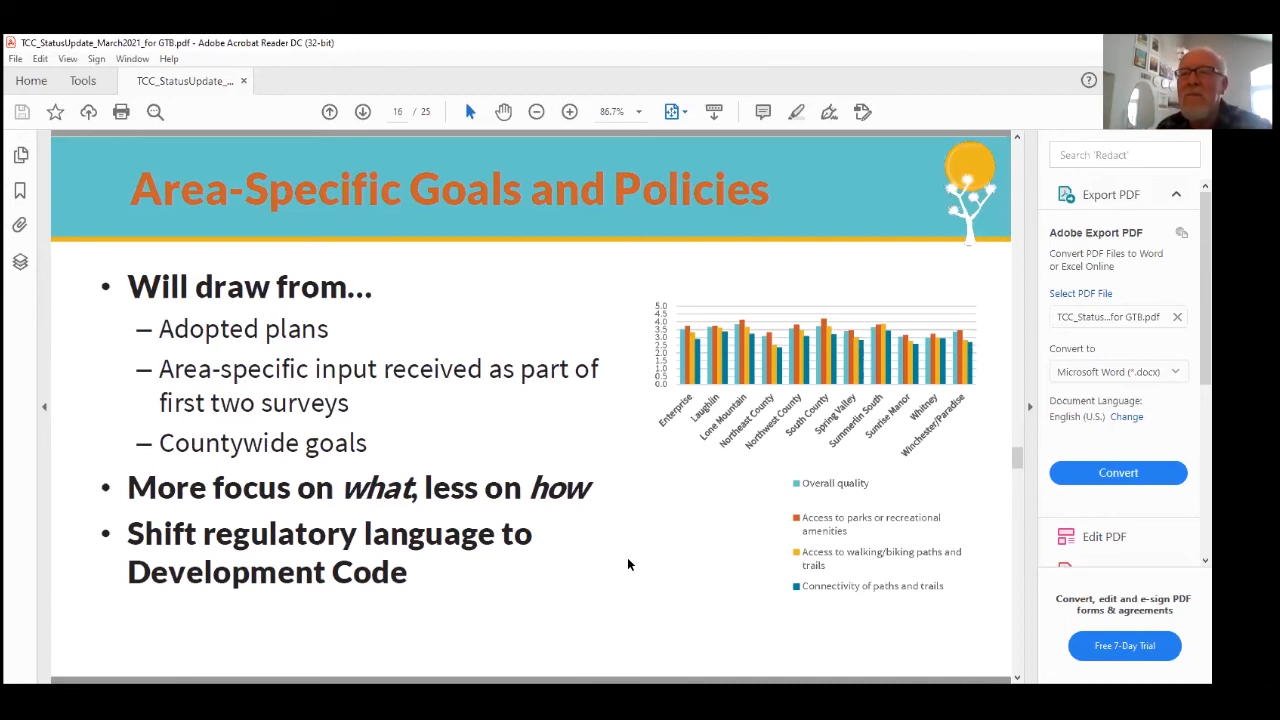 TCC_StatusUpdate_March2021_for GTB.pdf - Adobe Acrobat Reader DC (32-bit)
File Edit View Sign Window Help
Home Tools TCC_StatusUpdate_... ×
16 / 25 86.7%
Area-Specific Goals and Policies
• Will draw from...
– Adopted plans
– Area-specific input received as part of
first two surveys
– Countywide goals
• More focus on what, less on how
• Shift regulatory language to
Development Code
5.0
4.5
4.0
3.5
3.0
2.5
2.0
1.5
1.0
0.5
0.0
Enterprise
Laughlin
Lone Mountain
Northeast County
Northwest County
South County
Spring Valley
Summerlin South
Sunrise Manor
Whitney
Winchester/Paradise
Overall quality
Access to parks or recreational
amenities
Access to walking/biking paths and
trails
Connectivity of paths and trails
Search 'Redact'
Export PDF
Adobe Export PDF
Convert PDF Files to Word
or Excel Online
Select PDF File
TCC_Status...for GTB.pdf
Convert to
Microsoft Word (*.docx)
Document Language:
English (U.S.) Change
Convert
Edit PDF
Convert, edit and e-sign PDF
forms & agreements
Free 7-Day Trial